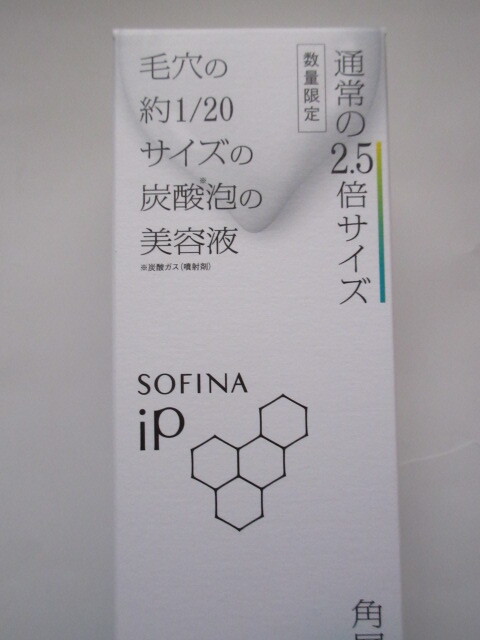 通常の2.5倍サイズ
数量限定
毛穴の
約1/20
サイズの
炭酸※泡の
美容液
※炭酸ガス(噴射剤)
SOFINA
iP
角